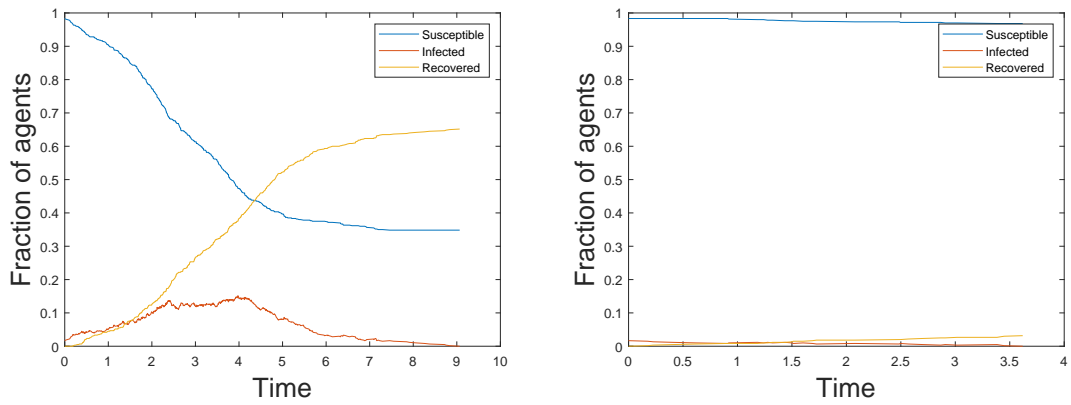 1
0.9
0.8
0.7
0.6
0.5
0.4
0.3
0.2
0.1
0
Fraction of agents
Susceptible
Infected
Recovered
0 1 2 3 4 5 6 7 8 9 10
Time
1
0.9
0.8
0.7
0.6
0.5
0.4
0.3
0.2
0.1
0
Fraction of agents
Susceptible
Infected
Recovered
0 0.5 1 1.5 2 2.5 3 3.5 4
Time